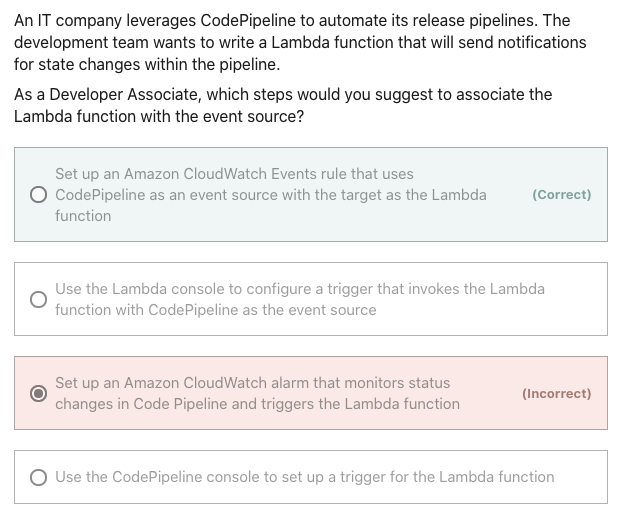 An IT company leverages CodePipeline to automate its release pipelines. The
development team wants to write a Lambda function that will send notifications
for state changes within the pipeline.
As a Developer Associate, which steps would you suggest to associate the
Lambda function with the event source?
Set up an Amazon CloudWatch Events rule that uses
CodePipeline as an event source with the target as the Lambda
function
(Correct)
Use the Lambda console to configure a trigger that invokes the Lambda
function with CodePipeline as the event source
Set up an Amazon CloudWatch alarm that monitors status
changes in Code Pipeline and triggers the Lambda function
(Incorrect)
Use the CodePipeline console to set up a trigger for the Lambda function